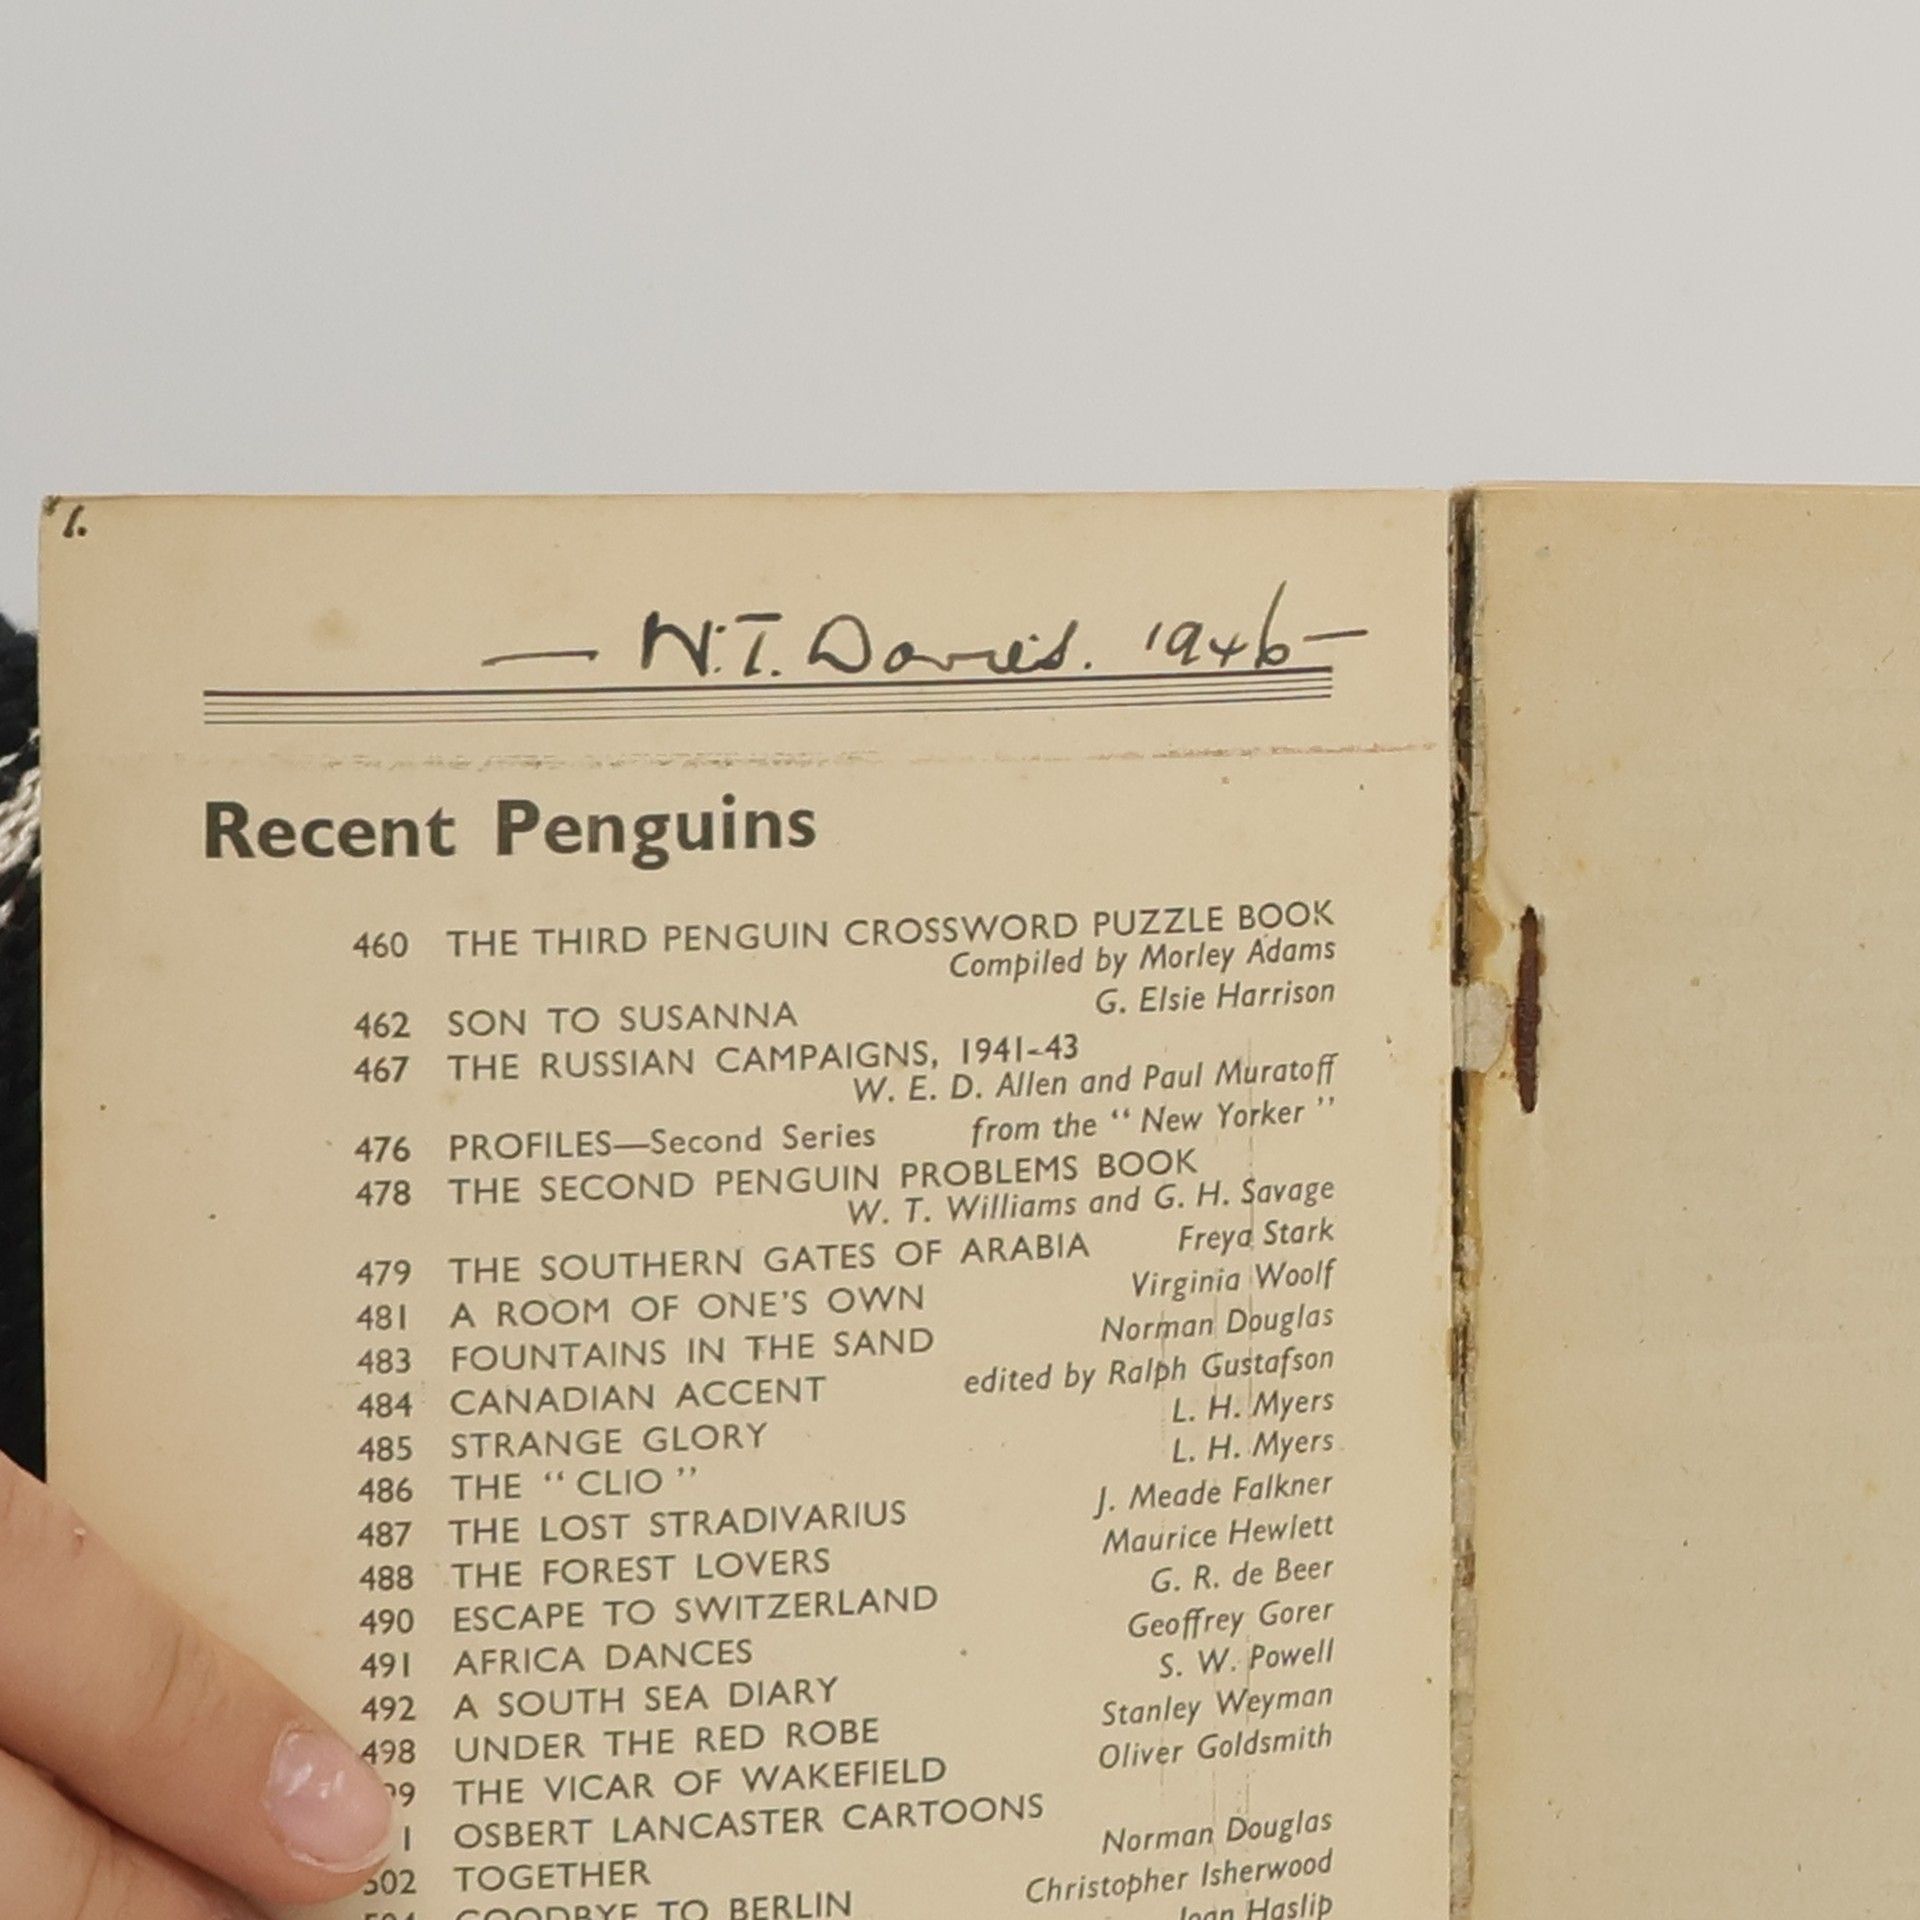 1.
— N.T. Davies. 1946 —
Recent Penguins
460 THE THIRD PENGUIN CROSSWORD PUZZLE BOOK
Compiled by Morley Adams
462 SON TO SUSANNA G. Elsie Harrison
467 THE RUSSIAN CAMPAIGNS, 1941-43
W. E. D. Allen and Paul Muratoff
476 PROFILES—Second Series from the “ New Yorker ”
478 THE SECOND PENGUIN PROBLEMS BOOK
W. T. Williams and G. H. Savage
479 THE SOUTHERN GATES OF ARABIA Freya Stark
481 A ROOM OF ONE'S OWN Virginia Woolf
483 FOUNTAINS IN THE SAND Norman Douglas
484 CANADIAN ACCENT edited by Ralph Gustafson
485 STRANGE GLORY L. H. Myers
486 THE “ CLIO ” L. H. Myers
487 THE LOST STRADIVARIUS J. Meade Falkner
488 THE FOREST LOVERS Maurice Hewlett
490 ESCAPE TO SWITZERLAND G. R. de Beer
491 AFRICA DANCES Geoffrey Gorer
492 A SOUTH SEA DIARY S. W. Powell
498 UNDER THE RED ROBE Stanley Weyman
99 THE VICAR OF WAKEFIELD Oliver Goldsmith
1 OSBERT LANCASTER CARTOONS
502 TOGETHER Norman Douglas
504 GOODBYE TO BERLIN Christopher Isherwood
Joan Haslip